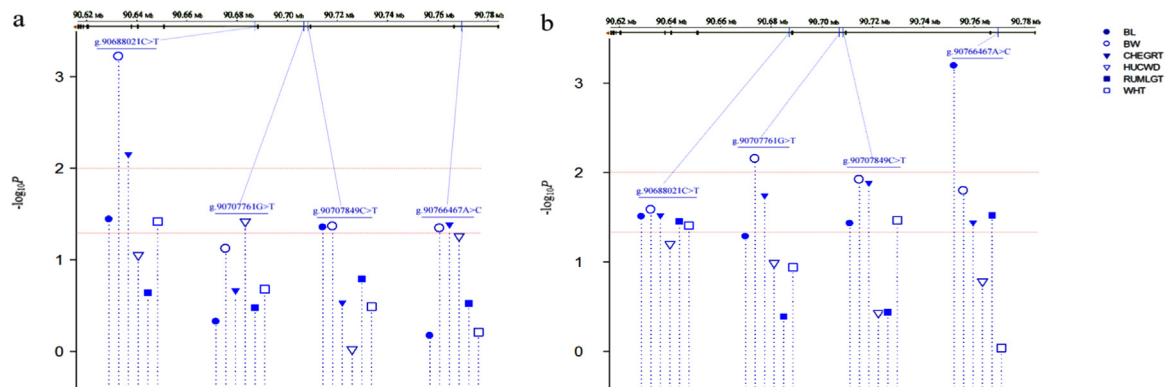 a
90.62 Mb 90.64 Mb 90.66 Mb 90.68 Mb 90.70 Mb 90.72 Mb 90.74 Mb 90.76 Mb 90.78 Mb
g.90688021C>T
g.90707761G>T
g.90707849C>T
g.90766467A>C
3
2
1
0
-log10P
b
90.62 Mb 90.64 Mb 90.66 Mb 90.68 Mb 90.70 Mb 90.72 Mb 90.74 Mb 90.76 Mb 90.78 Mb
g.90766467A>C
g.90707761G>T
g.90707849C>T
g.90688021C>T
3
2
1
0
-log10P
BL
BW
CHEGRT
HUCWD
RUMLGT
WHT